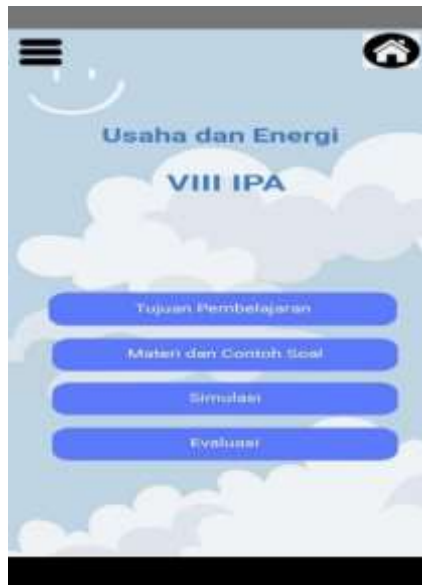 Usaha dan Energi
VIII IPA
Tujuan Pembelajaran
Materi dan Contoh Soal
Simulasi
Evaluasi